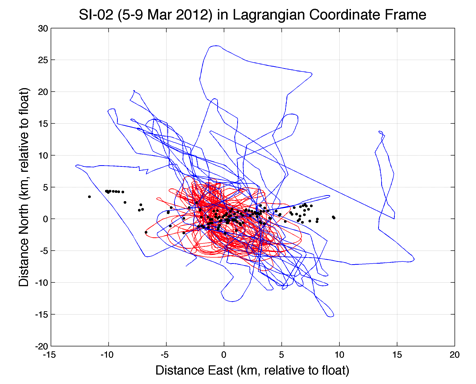 SI-02 (5-9 Mar 2012) in Lagrangian Coordinate Frame
30
25
20
15
10
5
0
-5
-10
-15
-20
Distance North (km, relative to float)
-15 -10 -5 0 5 10 15 20
Distance East (km, relative to float)